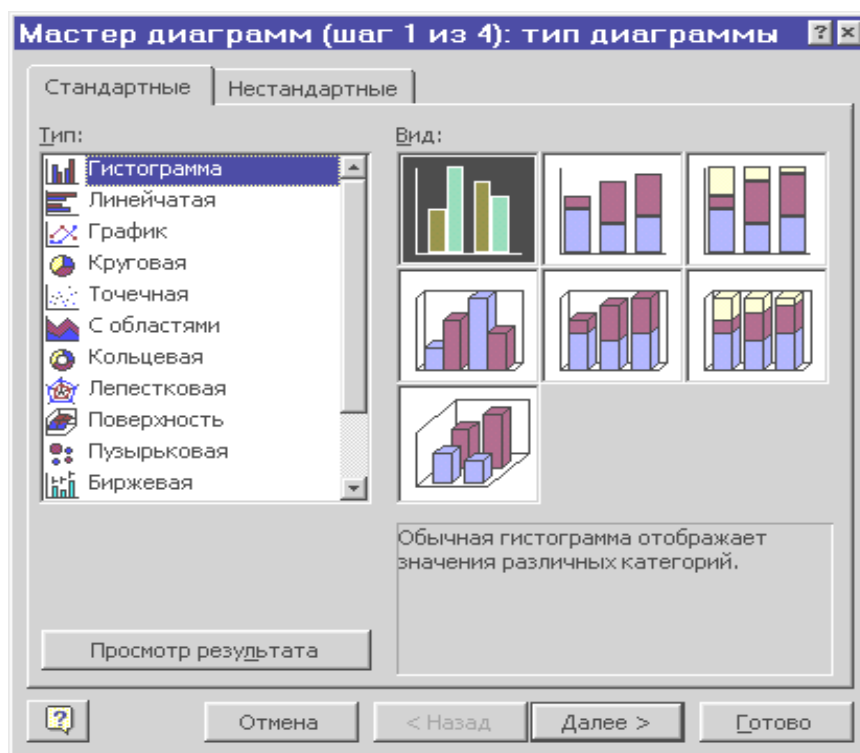 Мастер диаграмм (шаг 1 из 4): тип диаграммы
Стандартные
Нестандартные
Тип:
Вид:
Гистограмма
Линейчатая
График
Круговая
Точечная
С областями
Кольцевая
Лепестковая
Поверхность
Пузырьковая
Биржевая
Обычная гистограмма отображает
значения различных категорий.
Просмотр результата
Отмена
< Назад
Далее >
Готово